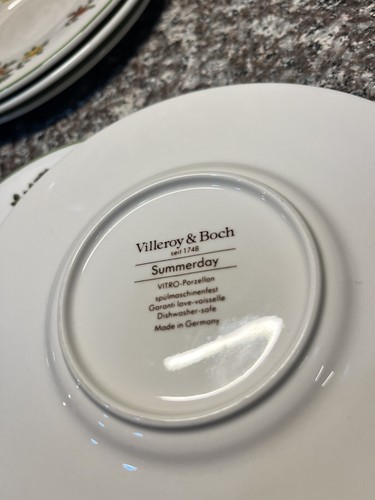 Villeroy & Boch
seit 1748
Summerday
VITRO-Porzellan
spülmaschinenfest
Garanti lave-vaisselle
Dishwasher-safe
Made in Germany